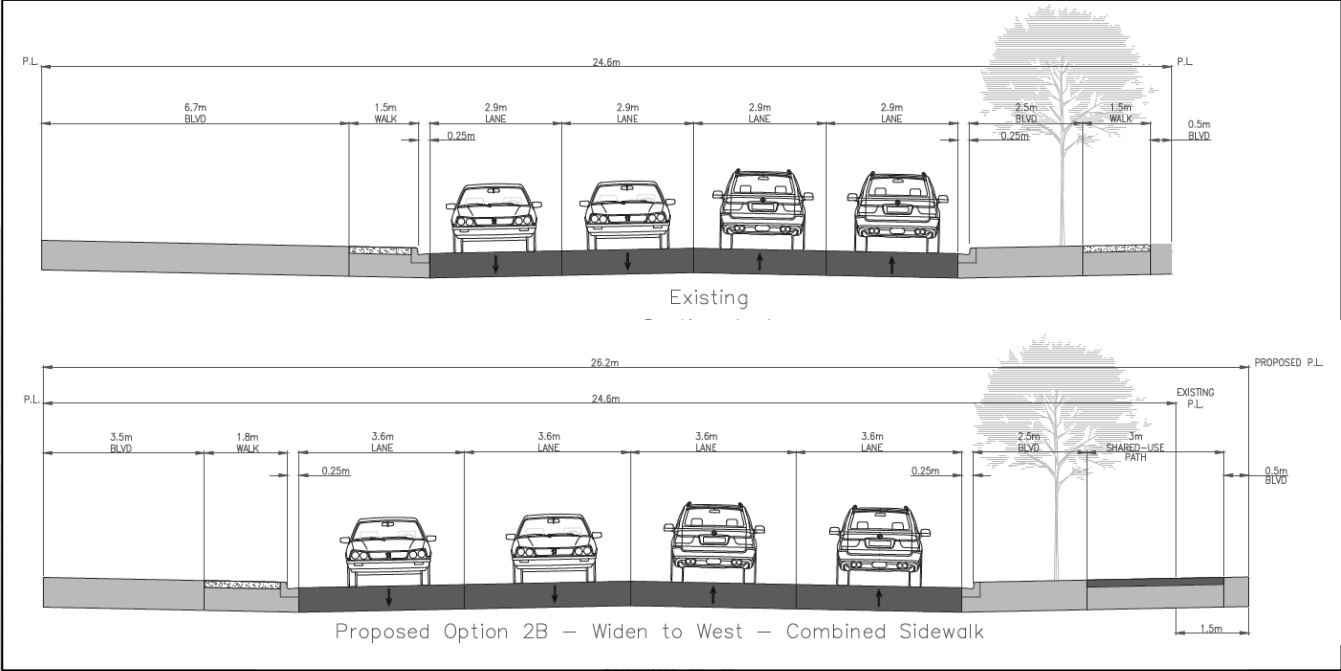 P.L.
24.6m
P.L.
6.7m
BLVD
1.5m
WALK
0.25m
2.9m
LANE
2.9m
LANE
2.9m
LANE
2.9m
LANE
0.25m
2.5m
BLVD
1.5m
WALK
0.5m
BLVD
Existing
26.2m
PROPOSED P.L.
P.L.
24.6m
EXISTING
P.L.
3.5m
BLVD
1.8m
WALK
0.25m
3.6m
LANE
3.6m
LANE
3.6m
LANE
3.6m
LANE
0.25m
2.5m
BLVD
3m
SHARED-USE
PATH
0.5m
BLVD
Proposed Option 2B - Widen to West - Combined Sidewalk
1.5m